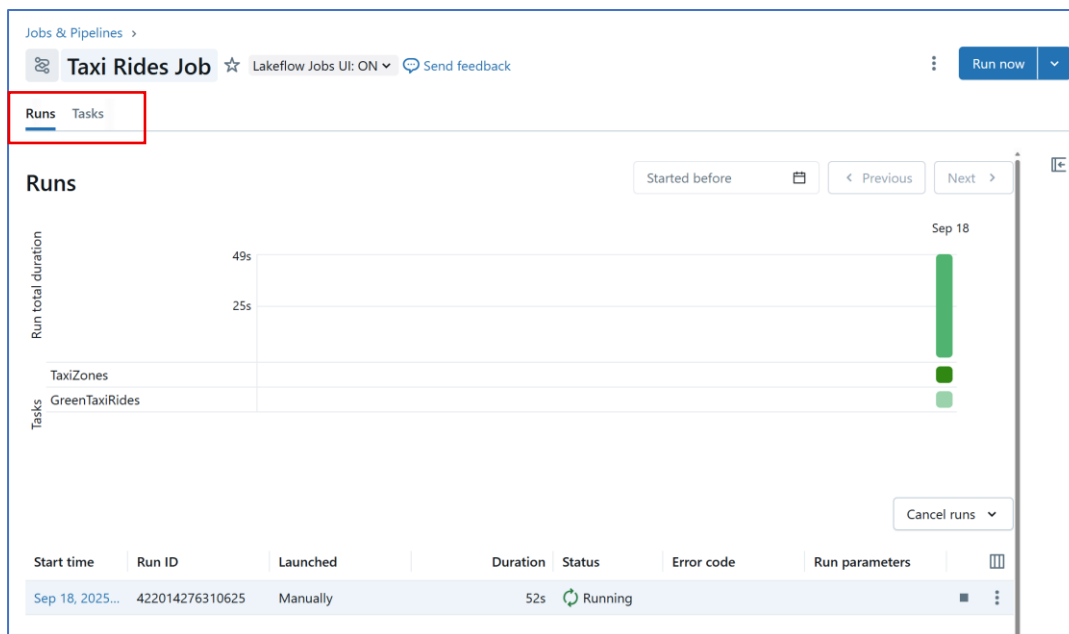 Jobs & Pipelines
Taxi Rides Job Lakeflow Jobs UI: ON Send feedback Run now
Runs Tasks
Runs Started before Previous Next
Sep 18
Run total duration
49s
25s
Tasks
TaxiZones
GreenTaxiRides
Cancel runs
Start time Run ID Launched Duration Status Error code Run parameters
Sep 18, 2025... 422014276310625 Manually 52s Running